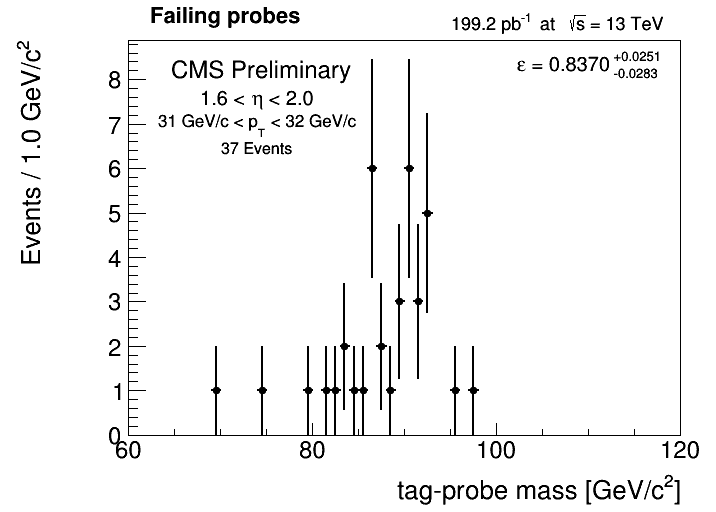 Failing probes
199.2 pb⁻¹ at √s = 13 TeV
CMS Preliminary
1.6 < η < 2.0
31 GeV/c < p_T < 32 GeV/c
37 Events
ε = 0.8370 +0.0251 -0.0283
Events / 1.0 GeV/c²
8
7
6
5
4
3
2
1
0
60 80 100 120
tag-probe mass [GeV/c²]